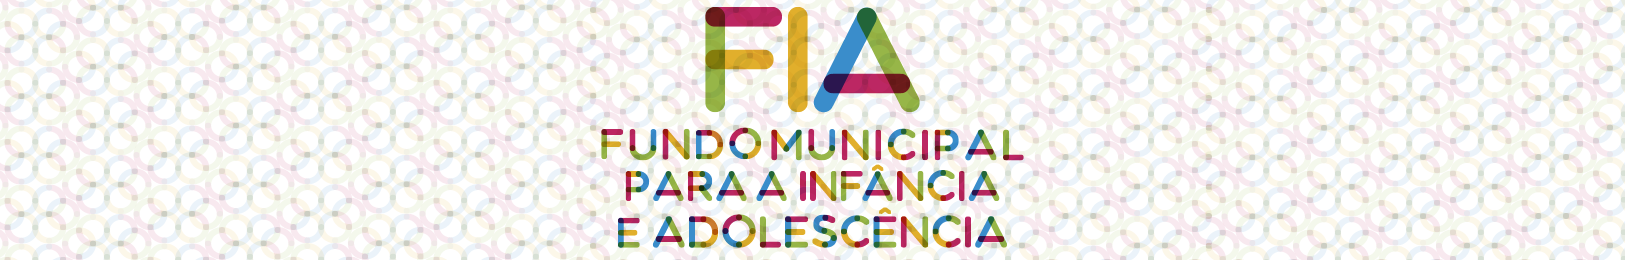 FIA
FUNDO MUNICIPAL
PARA A INFÂNCIA
E ADOLESCÊNCIA